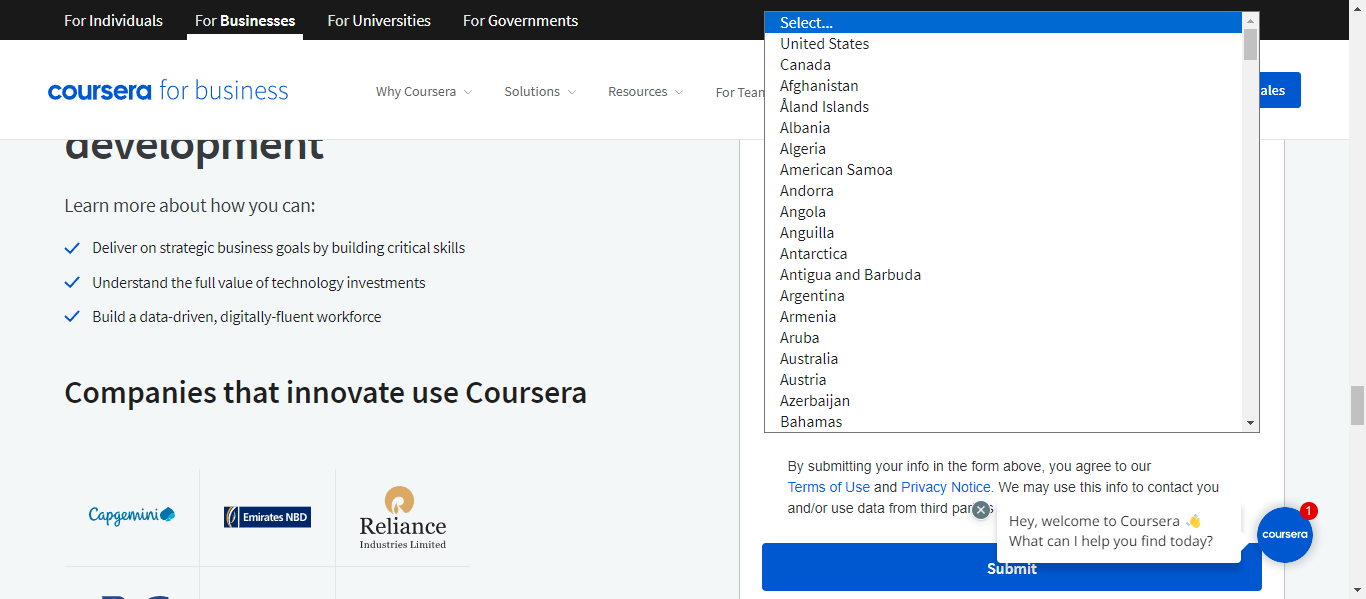 For Individuals
For Businesses
For Universities
For Governments
coursera for business
Why Coursera
Solutions
Resources
For Team
ales
development
Learn more about how you can:
Deliver on strategic business goals by building critical skills
Understand the full value of technology investments
Build a data-driven, digitally-fluent workforce
Companies that innovate use Coursera
Capgemini
Emirates NBD
Reliance
Industries Limited
Select...
United States
Canada
Afghanistan
Åland Islands
Albania
Algeria
American Samoa
Andorra
Angola
Anguilla
Antarctica
Antigua and Barbuda
Argentina
Armenia
Aruba
Australia
Austria
Azerbaijan
Bahamas
By submitting your info in the form above, you agree to our
Terms of Use and Privacy Notice. We may use this info to contact you
and/or use data from third
Hey, welcome to Coursera 👋
What can I help you find today?
coursera
1
Submit